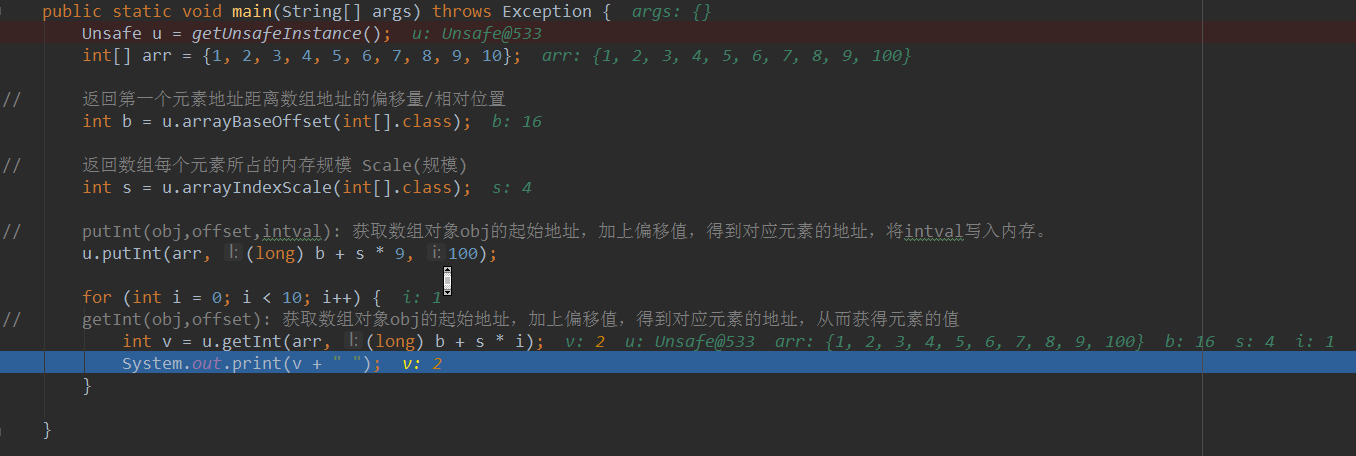 public static void main(String[] args) throws Exception {  args: {}
Unsafe u = getUnsafeInstance();  u: Unsafe@533
int[] arr = {1, 2, 3, 4, 5, 6, 7, 8, 9, 10};  arr: {1, 2, 3, 4, 5, 6, 7, 8, 9, 100}
//      返回第一个元素地址距离数组地址的偏移量/相对位置
int b = u.arrayBaseOffset(int[].class);  b: 16
//      返回数组每个元素所占的内存规模 Scale(规模)
int s = u.arrayIndexScale(int[].class);  s: 4
//      putInt(obj,offset,intval): 获取数组对象obj的起始地址,加上偏移值,得到对应元素的地址,将intval写入内存。
u.putInt(arr, l: (long) b + s * 9, i: 100);
for (int i = 0; i < 10; i++) {  i: 1
//      getInt(obj,offset): 获取数组对象obj的起始地址,加上偏移值,得到对应元素的地址,从而获得元素的值
int v = u.getInt(arr, l: (long) b + s * i);  v: 2  u: Unsafe@533  arr: {1, 2, 3, 4, 5, 6, 7, 8, 9, 100}  b: 16  s: 4  i: 1
System.out.print(v + " ");  v: 2
}
}